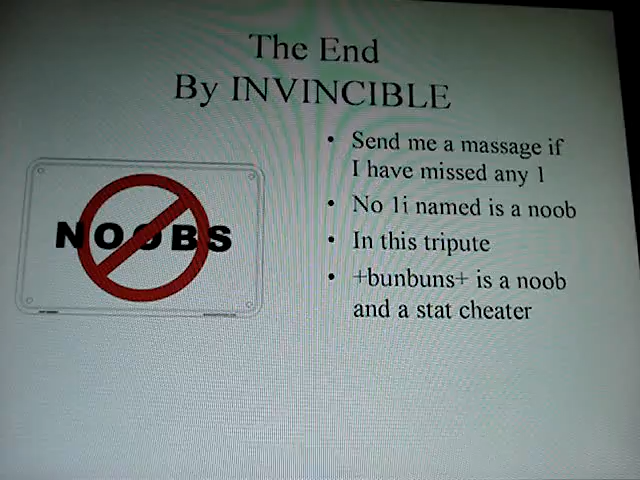 The End
By INVINCIBLE
Send me a massage if
I have missed any 1
No 1i named is a noob
In this tripute
+bunbuns+ is a noob
and a stat cheater
NOOBS